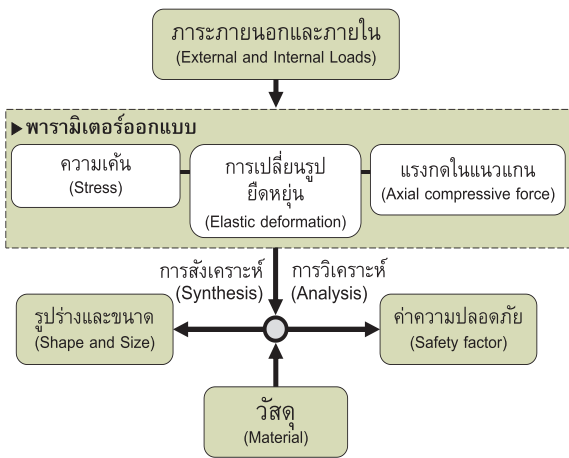 ภาระภายนอกและภายใน
(External and Internal Loads)
▶พารามิเตอร์ออกแบบ
ความเค้น
(Stress)
การเปลี่ยนรูป
ยืดหยุ่น
(Elastic deformation)
แรงกดในแนวแกน
(Axial compressive force)
การสังเคราะห์
(Synthesis)
การวิเคราะห์
(Analysis)
รูปร่างและขนาด
(Shape and Size)
ค่าความปลอดภัย
(Safety factor)
วัสดุ
(Material)